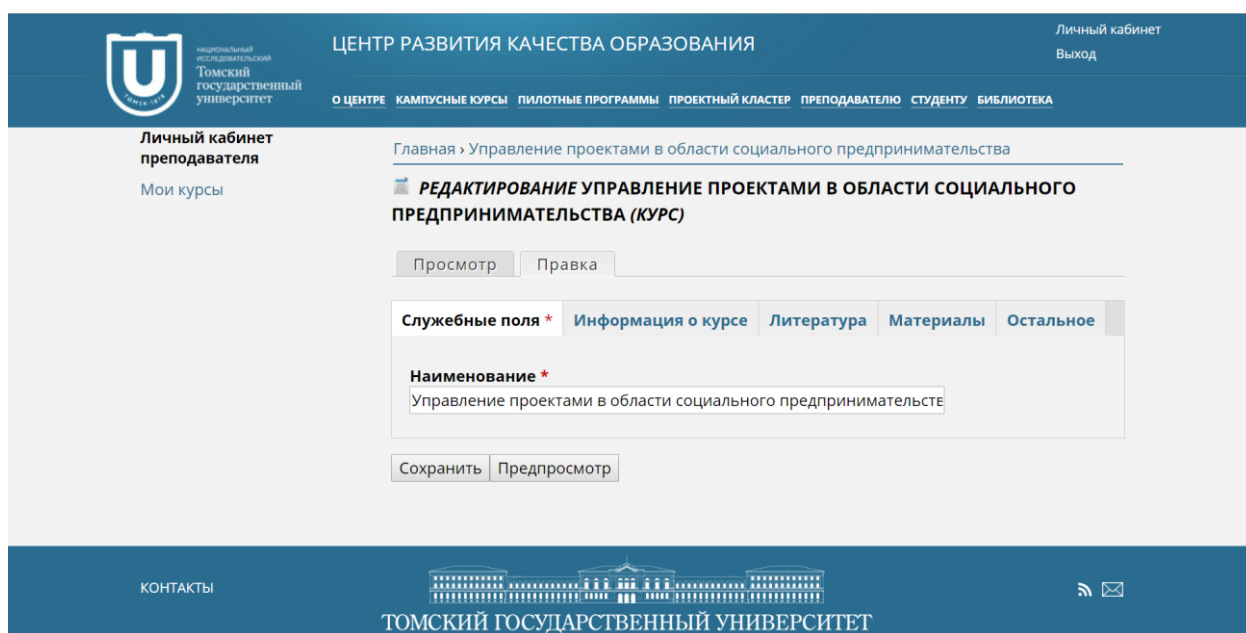 национальный
исследовательский
Томский
государственный
университет
ТОМСК·1878
ЦЕНТР РАЗВИТИЯ КАЧЕСТВА ОБРАЗОВАНИЯ
Личный кабинет
Выход
О ЦЕНТРЕ КАМПУСНЫЕ КУРСЫ ПИЛОТНЫЕ ПРОГРАММЫ ПРОЕКТНЫЙ КЛАСТЕР ПРЕПОДАВАТЕЛЮ СТУДЕНТУ БИБЛИОТЕКА
Личный кабинет
преподавателя
Мои курсы
Главная › Управление проектами в области социального предпринимательства
РЕДАКТИРОВАНИЕ УПРАВЛЕНИЕ ПРОЕКТАМИ В ОБЛАСТИ СОЦИАЛЬНОГО
ПРЕДПРИНИМАТЕЛЬСТВА (КУРС)
Просмотр Правка
Служебные поля * Информация о курсе Литература Материалы Остальное
Наименование *
Управление проектами в области социального предпринимательств
Сохранить Предпросмотр
КОНТАКТЫ
ТОМСКИЙ ГОСУДАРСТВЕННЫЙ УНИВЕРСИТЕТ